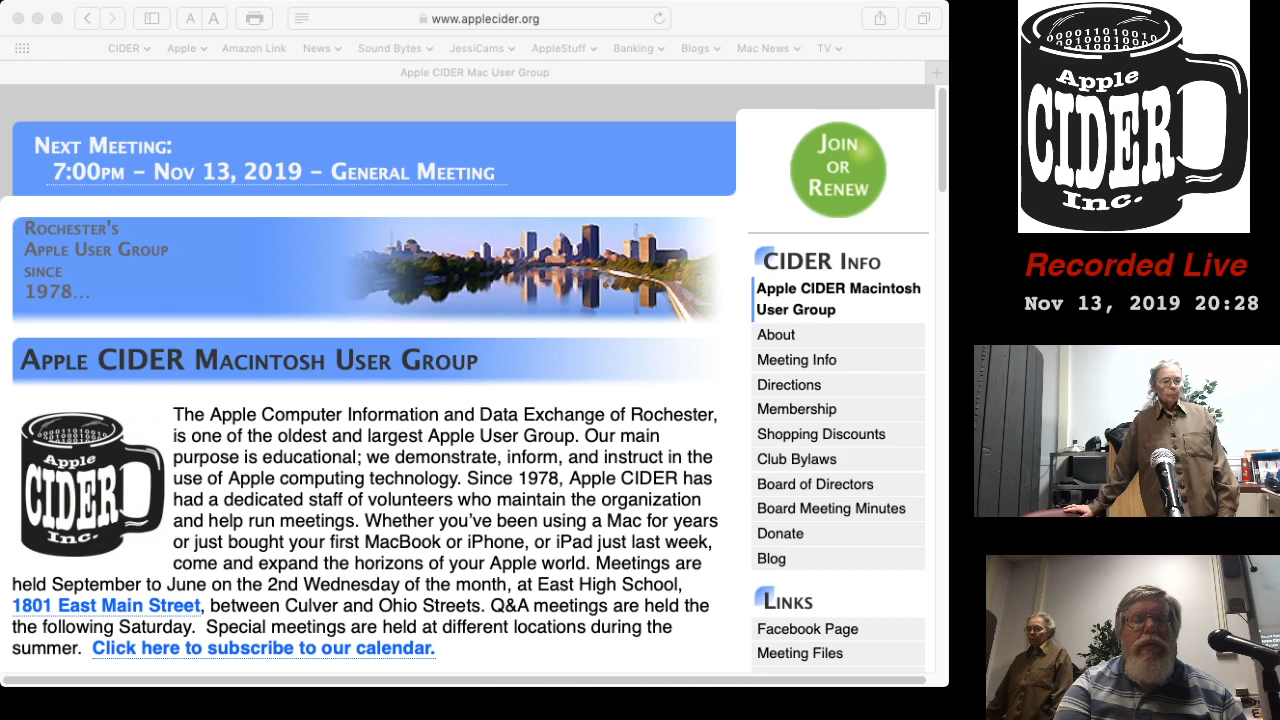 www.applecider.org
A A
CIDER Apple Amazon Link News Sound Bytes JessiCams AppleStuff Banking Blogs Mac News TV
Apple CIDER Mac User Group
Next Meeting:
7:00pm – Nov 13, 2019 – General Meeting
Join
or
Renew
Rochester's
Apple User Group
since
1978...
Apple CIDER Macintosh User Group
Apple
CIDER
Inc.
The Apple Computer Information and Data Exchange of Rochester,
is one of the oldest and largest Apple User Group. Our main
purpose is educational; we demonstrate, inform, and instruct in the
use of Apple computing technology. Since 1978, Apple CIDER has
had a dedicated staff of volunteers who maintain the organization
and help run meetings. Whether you’ve been using a Mac for years
or just bought your first MacBook or iPhone, or iPad just last week,
come and expand the horizons of your Apple world. Meetings are
held September to June on the 2nd Wednesday of the month, at East High School,
1801 East Main Street, between Culver and Ohio Streets. Q&A meetings are held the
the following Saturday. Special meetings are held at different locations during the
summer. Click here to subscribe to our calendar.
CIDER Info
Apple CIDER Macintosh
User Group
About
Meeting Info
Directions
Membership
Shopping Discounts
Club Bylaws
Board of Directors
Board Meeting Minutes
Donate
Blog
Links
Facebook Page
Meeting Files
Apple
CIDER
Inc.
Recorded Live
Nov 13, 2019 20:28